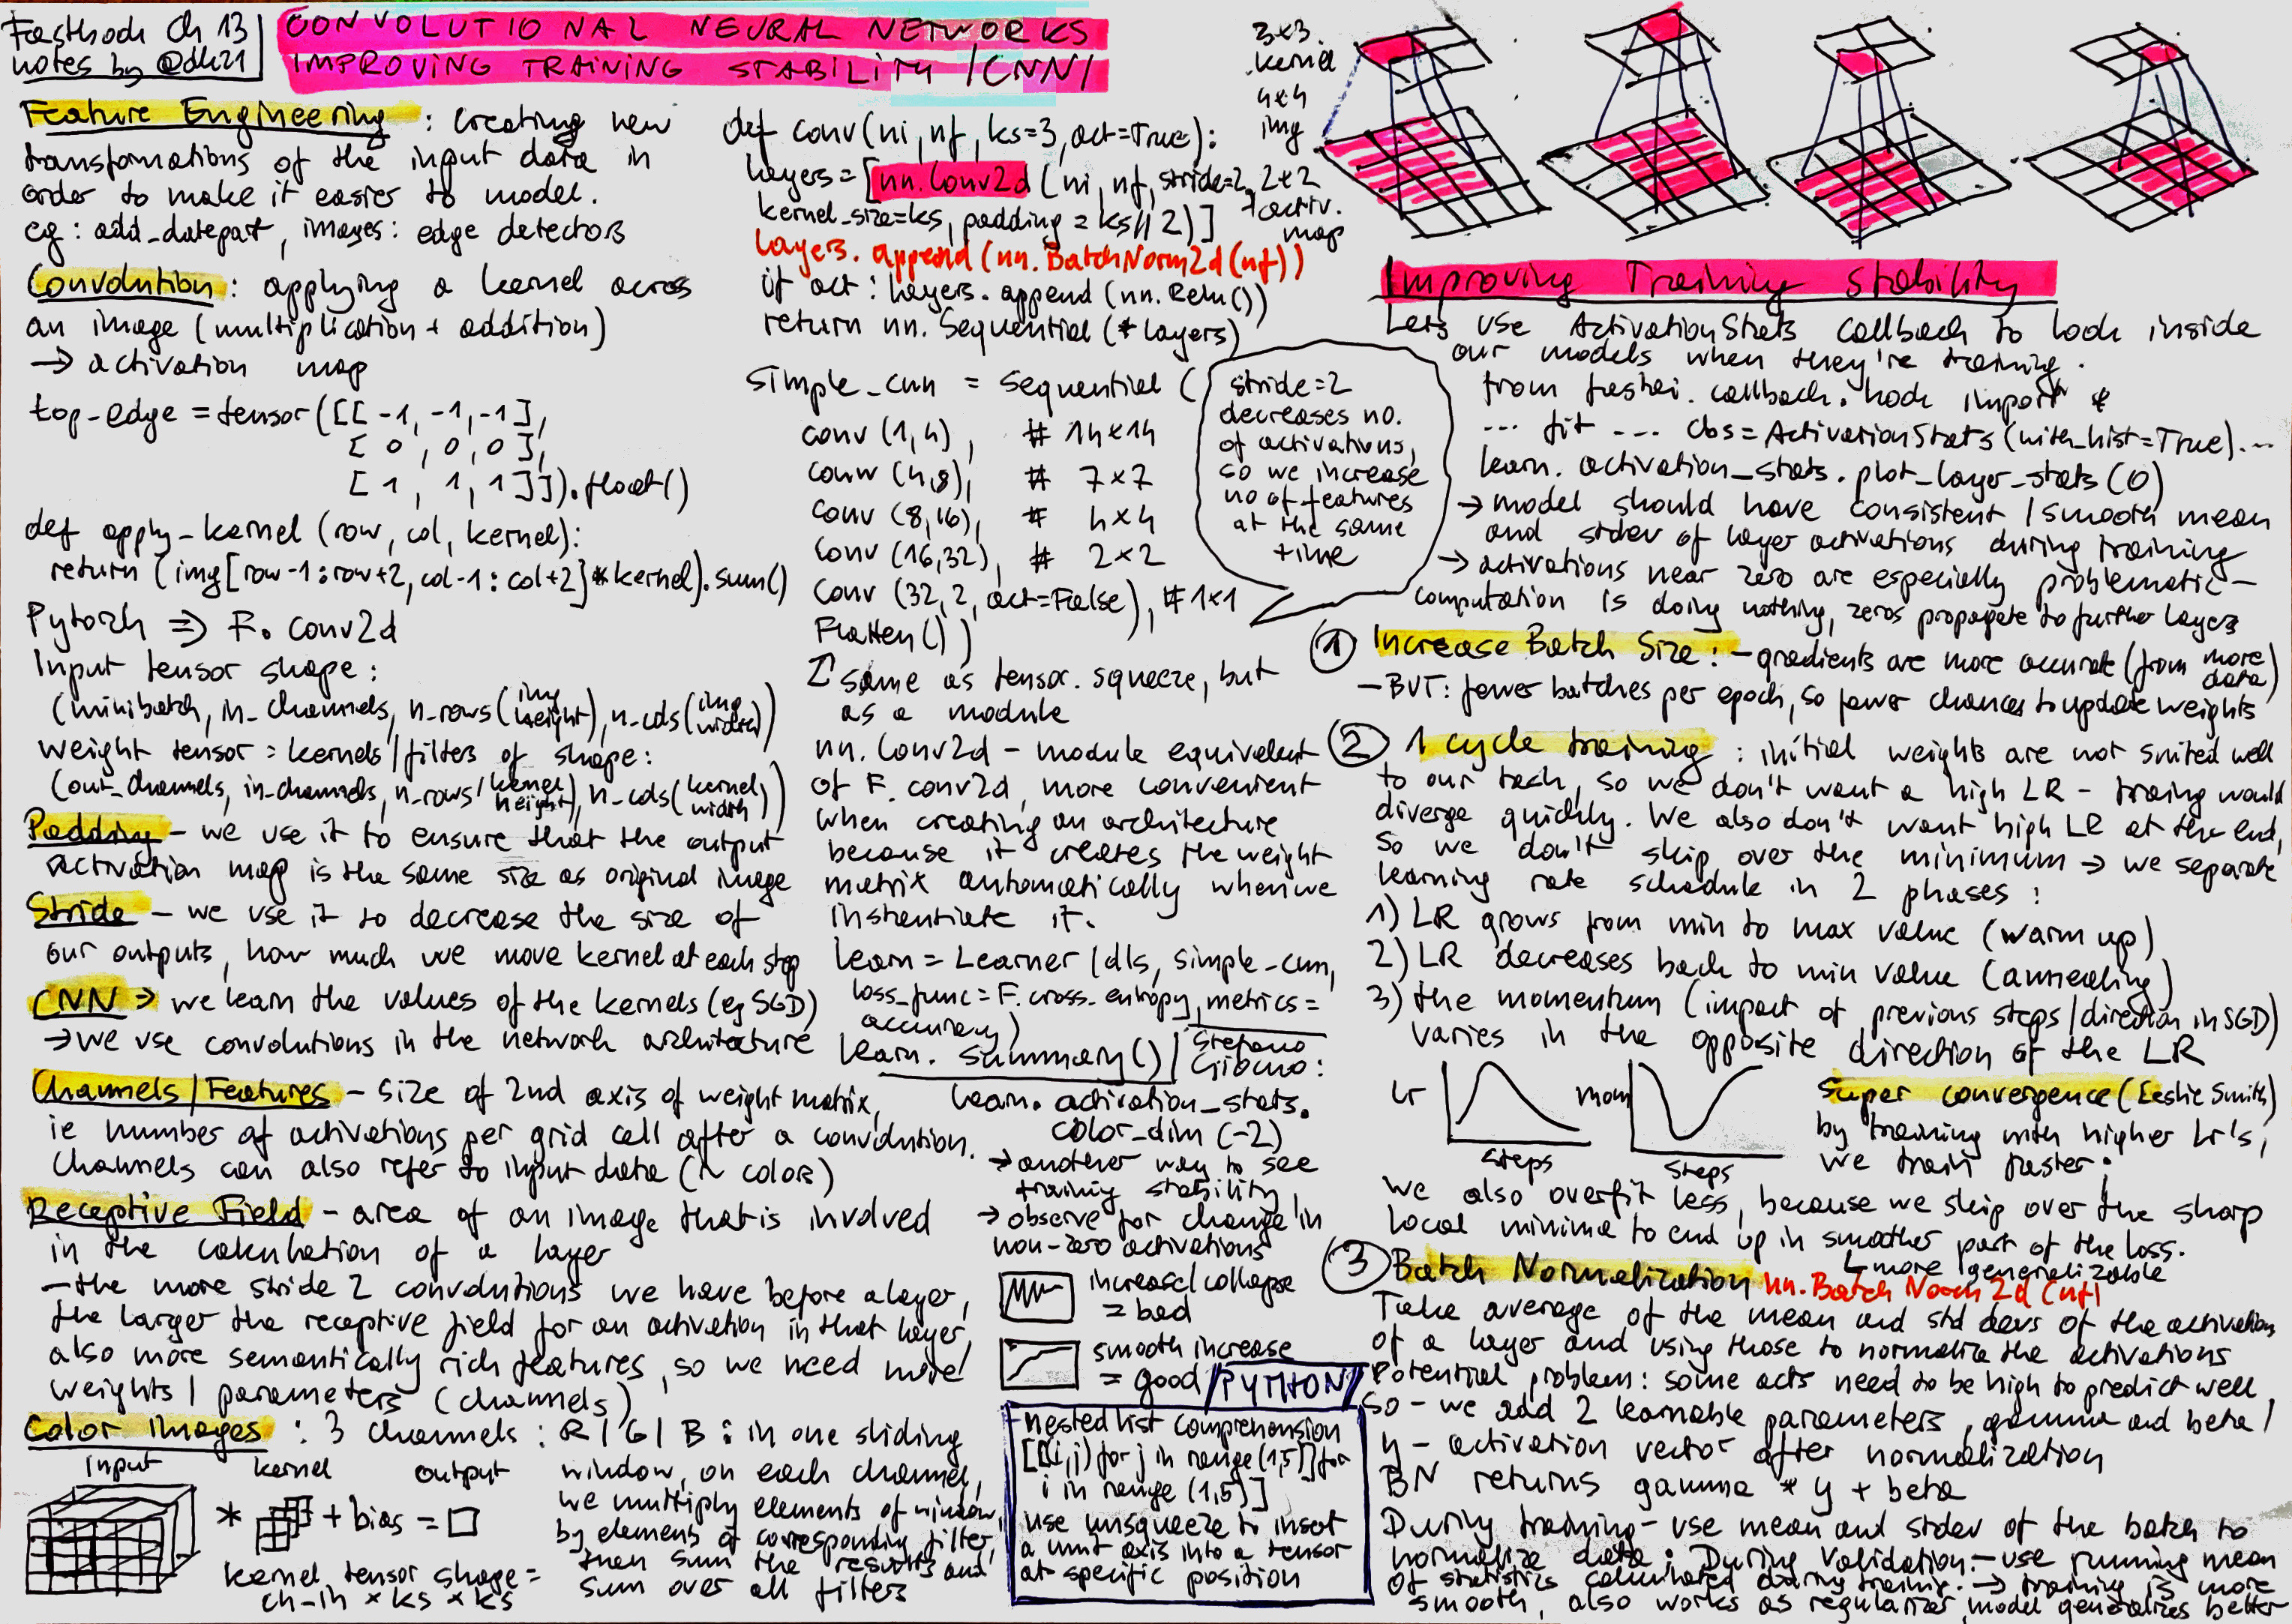 Fastbook Ch 13
notes by @dk21
CONVOLUTIONAL NEURAL NETWORKS
IMPROVING TRAINING STABILITY /CNN/
Feature Engineering : creating new
transformations of the input data in
order to make it easier to model.
eg: add_datepart, images: edge detectors
Convolution: applying a kernel across
an image (multiplication + addition)
→ activation map
top-edge = tensor([[-1, -1, -1],
[0, 0, 0],
[1, 1, 1]]).float()
def apply-kernel (row, col, kernel):
return (img[row-1:row+2, col-1:col+2]*kernel).sum()
Pytorch ⇒ F.conv2d
Input tensor shape:
(minibatch, in_channels, n_rows(img height), n_cols(img width))
weight tensor = kernels/filters of shape:
(out_channels, in_channels, n_rows(kernel height), n_cols(kernel width))
Padding - we use it to ensure that the output
activation map is the same size as original image
Stride - we use it to decrease the size of
our outputs, how much we move kernel at each step
CNN → we learn the values of the kernels (eg SGD)
→ we use convolutions in the network architecture
Channels/Features - size of 2nd axis of weight matrix,
ie number of activations per grid cell after a convolution.
Channels can also refer to input data (~ colors)
Receptive Field - area of an image that is involved
in the calculation of a layer
- the more stride 2 convolutions we have before a layer,
the larger the receptive field for an activation in that layer,
also more semantically rich features, so we need more
weights / parameters (channels)
Color Images : 3 channels: R/G/B : in one sliding
window, on each channel,
we multiply elements of window
by elements of corresponding filter,
then sum the results and
sum over all filters
input kernel output
* + bias =
kernel tensor shape =
ch-in × ks × ks
def conv(ni, nf, ks=3, act=True):
layers = [nn.Conv2d (ni, nf, stride=2,
kernel_size=ks, padding = ks//2)]
layers.append(nn.BatchNorm2d(nf))
if act: layers.append(nn.Relu())
return nn.Sequential(*layers)
simple_cnn = sequential (
conv (1,4), # 14×14
conv (4,8), # 7×7
conv (8,16), # 4×4
conv (16,32), # 2×2
conv (32,2, act=False), #1×1
Flatten())
stride=2
decreases no.
of activations,
so we increase
no of features
at the same
time
↑ same as tensor.squeeze, but
as a module
nn.Conv2d - module equivalent
of F.conv2d, more convenient
when creating an architecture
because it creates the weight
matrix automatically when we
instentiate it.
learn = Learner (dls, simple-cnn,
loss_func = F.cross-entropy, metrics =
accuracy)
learn. summary()
Stefano
Giomo:
learn. activation_stats.
color_dim (-2)
→ another way to see
training stability,
→ observe for change in
non-zero activations
increase/collapse
= bad
smooth increase
= good
/PYTHON/
- nested list comprehension
[[(i,j) for j in range(1,5)] for
i in range (1,5)]
use unsqueeze to insert
a unit axis into a tensor
at specific position
3×3
kernel
4×4
img
2×2
activ.
map
Improving Training Stability
Lets use ActivationStats callback to look inside
our models when they're training.
from fastai.callback.hook import *
... fit ... cbs=ActivationStats(with_hist=True)...
learn. activation_stats. plot_layer_stats(0)
→ model should have consistent / smooth mean
and stdev of layer activations during training
→ activations near zero are especially problematic -
computation is doing nothing, zeros propagate to further layers
① Increase Batch Size: - gradients are more accurate (from more data)
- BUT: fewer batches per epoch, so fewer chances to update weights
② 1 cycle training : initial weights are not suited well
to our task, so we don't want a high LR - traing would
diverge quickly. We also don't want high LR at the end,
so we don't skip over the minimum → we separate
learning rate schedule in 2 phases:
1) LR grows from min to max value (warm up)
2) LR decreases back to min value (annealing)
3) the momentum (impact of previous steps/direction in SGD)
varies in the opposite direction of the LR
Lr steps
mom steps
Super convergence (Leslie Smith)
by training with higher Lr's,
we train faster!
We also overfit less, because we skip over the sharp
local minima to end up in smoother part of the loss.
↳ more generalizable
③ Batch Normalization nn.BatchNorm2d(nf)
Take average of the mean and std devs of the activations
of a layer and using those to normalize the activations
Potential problem: some acts need to be high to predict well,
so - we add 2 learnable parameters, gamma and beta /
y - activation vector after normalization
BN returns gamma * y + beta
During training - use mean and stdev of the batch to
normalize data. During Validation - use running mean
of statistics calculated during training. → training is more
smooth, also works as regularizer, model generalizes better